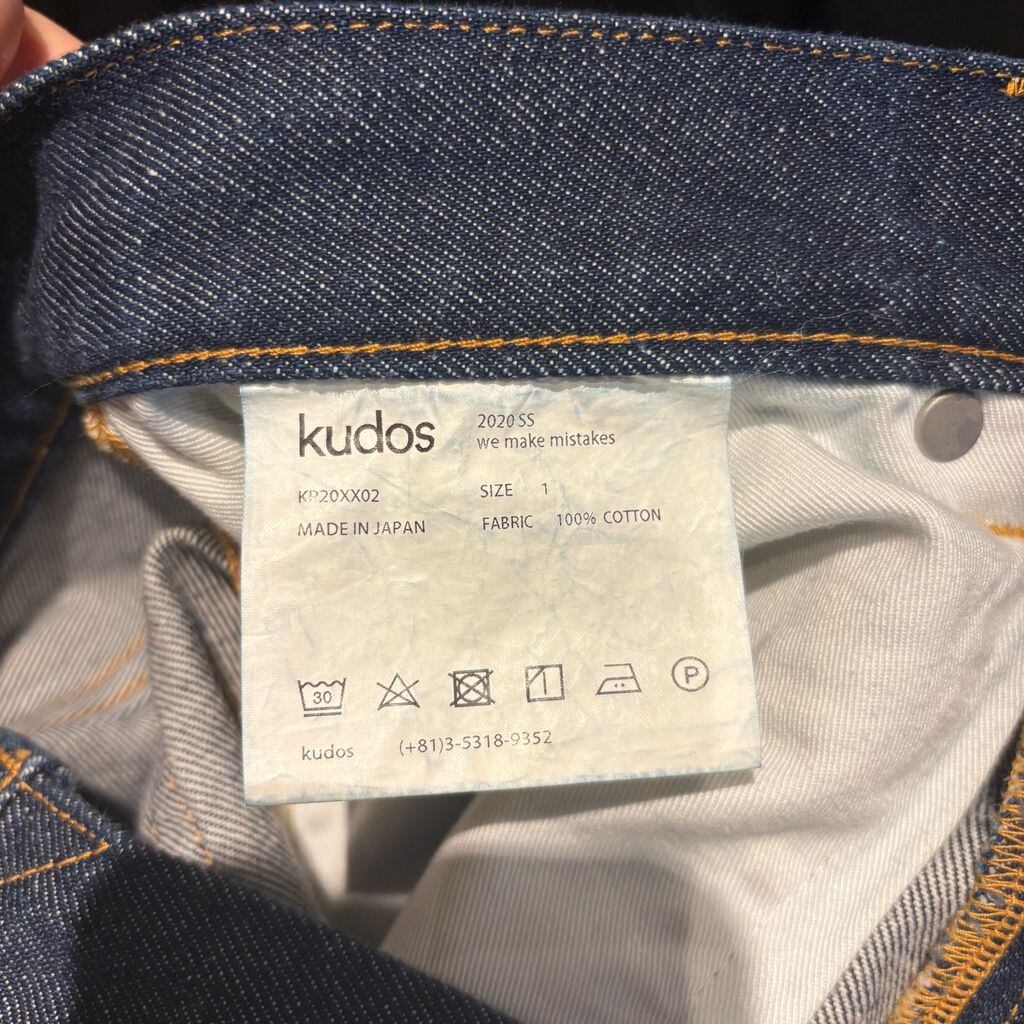 kudos
2020 SS
we make mistakes
KP20XX02 SIZE 1
MADE IN JAPAN FABRIC 100% COTTON
30
P
kudos (+81)3-5318-9352